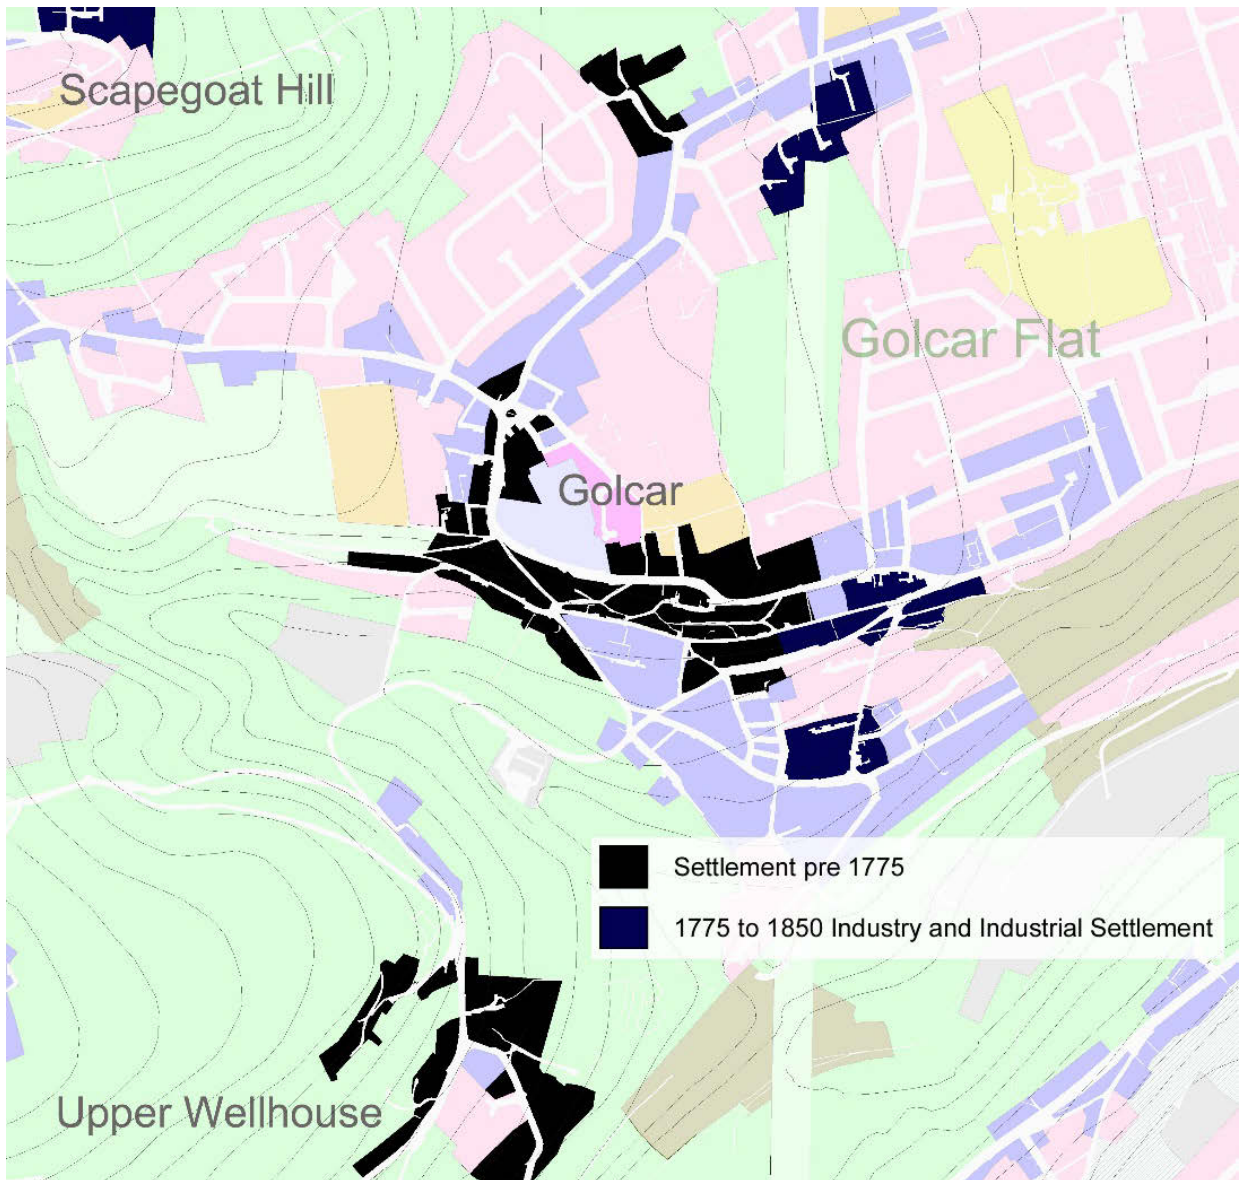 Scapegoat Hill
Golcar Flat
Golcar
Settlement pre 1775
1775 to 1850 Industry and Industrial Settlement
Upper Wellhouse